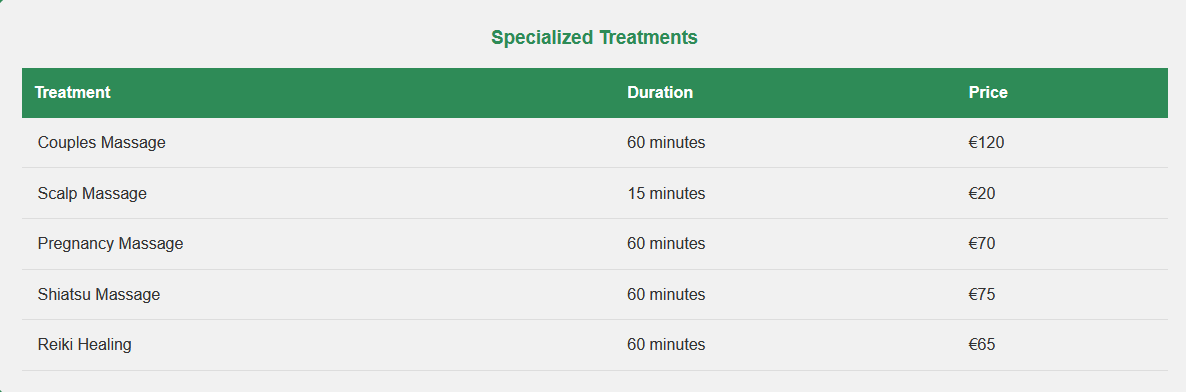 Specialized Treatments
Treatment Duration Price
Couples Massage 60 minutes €120
Scalp Massage 15 minutes €20
Pregnancy Massage 60 minutes €70
Shiatsu Massage 60 minutes €75
Reiki Healing 60 minutes €65